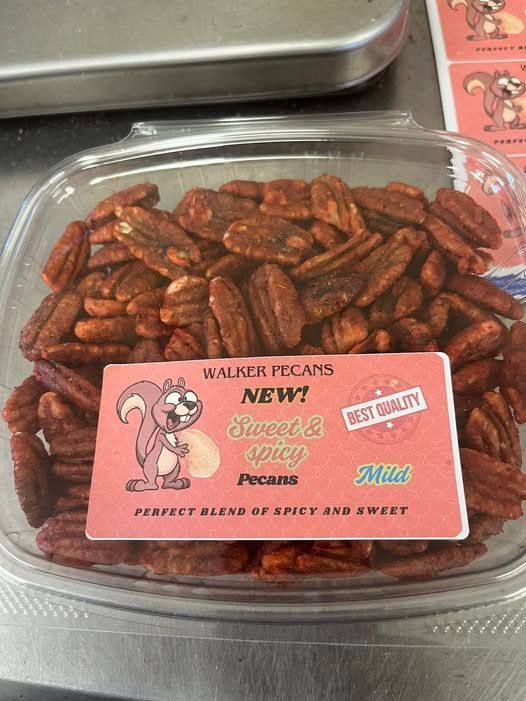 WALKER PECANS
NEW!
Sweet &
spicy
Pecans
BEST QUALITY
Mild
PERFECT BLEND OF SPICY AND SWEET